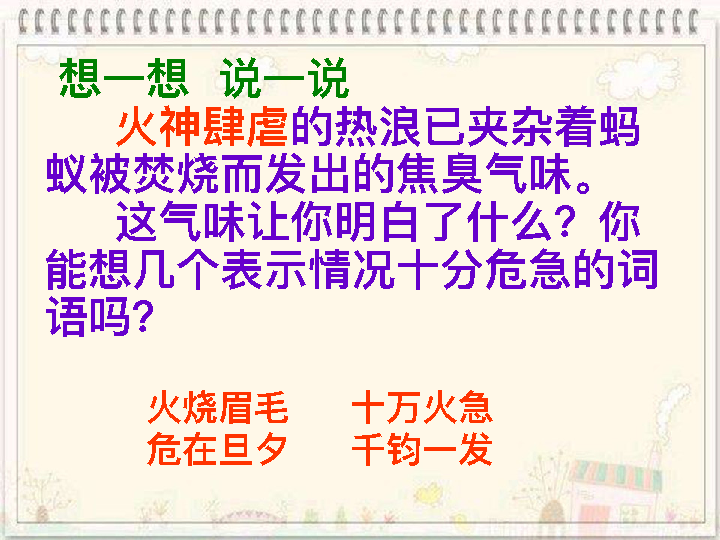 想一想 说一说
火神肆虐的热浪已夹杂着蚂
蚁被焚烧而发出的焦臭气味。
这气味让你明白了什么？你
能想几个表示情况十分危急的词
语吗？
火烧眉毛 十万火急
危在旦夕 千钧一发